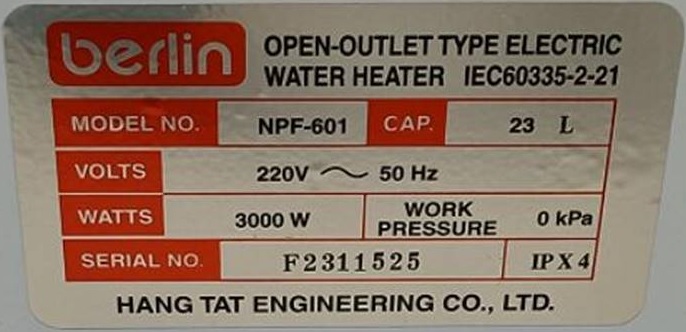 berlin
OPEN-OUTLET TYPE ELECTRIC
WATER HEATER IEC60335-2-21
MODEL NO. NPF-601 CAP. 23 L
VOLTS 220V ～ 50 Hz
WATTS 3000 W WORK PRESSURE 0 kPa
SERIAL NO. F2311525 IPX4
HANG TAT ENGINEERING CO., LTD.